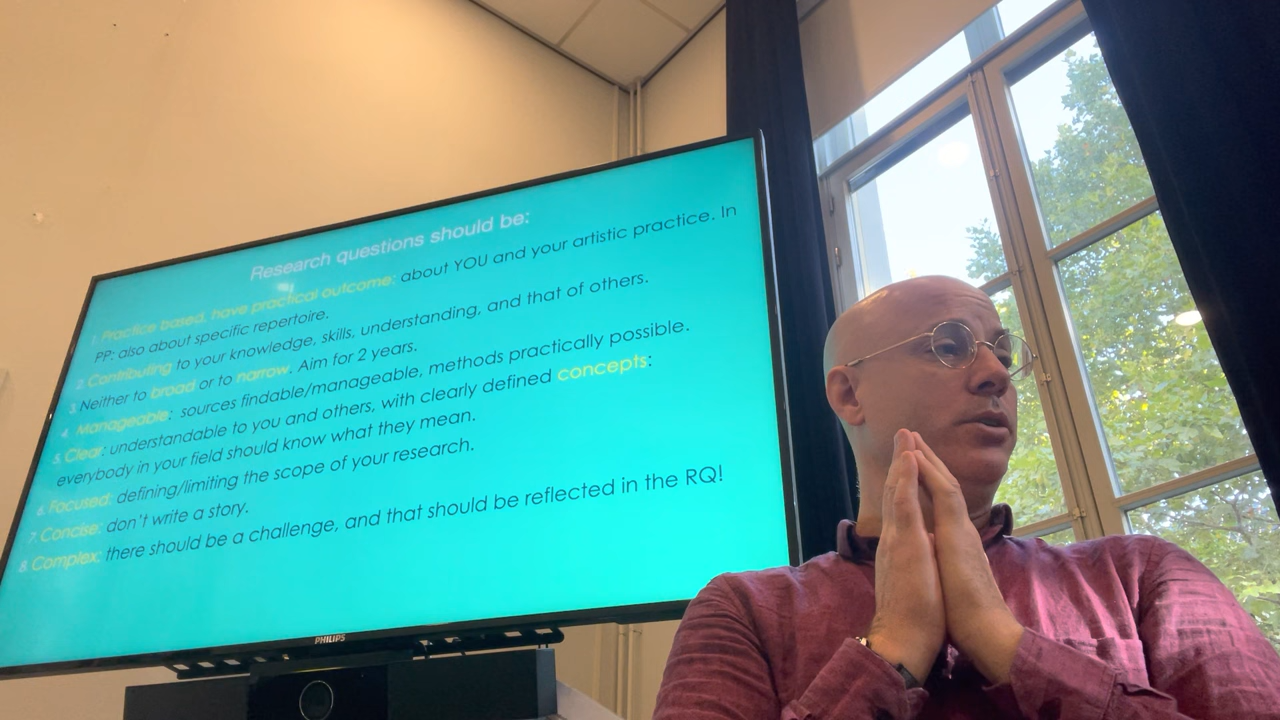 Research questions should be:
1. Practice based, have practical outcome: about YOU and your artistic practice. In
PP: also about specific repertoire.
2. Contributing to your knowledge, skills, understanding, and that of others.
3. Neither to broad or to narrow. Aim for 2 years.
4. Manageable: sources findable/manageable, methods practically possible.
5. Clear: understandable to you and others, with clearly defined concepts:
everybody in your field should know what they mean.
6. Focused: defining/limiting the scope of your research.
7. Concise: don't write a story.
8. Complex: there should be a challenge, and that should be reflected in the RQ!
PHILIPS